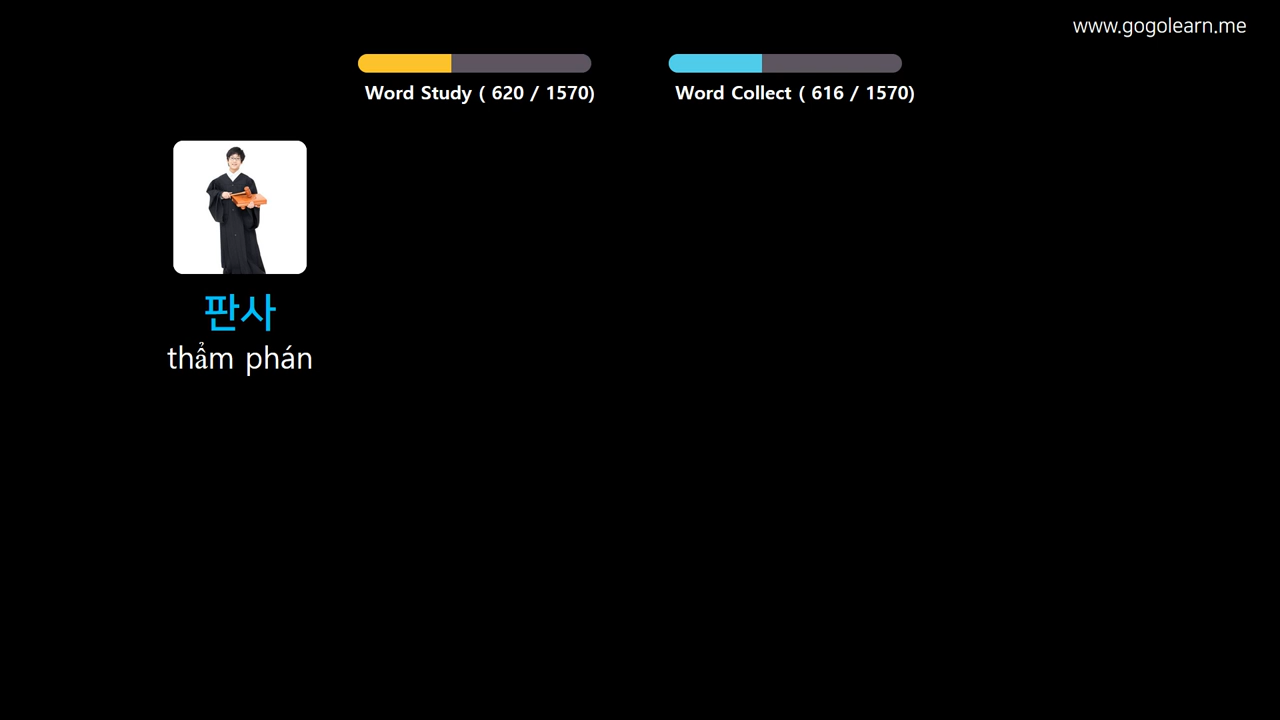 www.gogolearn.me
Word Study ( 620 / 1570)
Word Collect ( 616 / 1570)
판사
thẩm phán